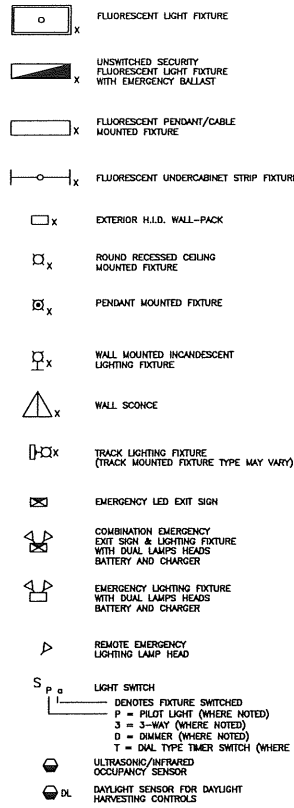 FLUORESCENT LIGHT FIXTURE
X
UNSWITCHED SECURITY
FLUORESCENT LIGHT FIXTURE
WITH EMERGENCY BALLAST
X
FLUORESCENT PENDANT/CABLE
MOUNTED FIXTURE
X
FLUORESCENT UNDERCABINET STRIP FIXTURE
X
EXTERIOR H.I.D. WALL-PACK
X
ROUND RECESSED CEILING
MOUNTED FIXTURE
X
PENDANT MOUNTED FIXTURE
X
WALL MOUNTED INCANDESCENT
LIGHTING FIXTURE
X
WALL SCONCE
X
TRACK LIGHTING FIXTURE
(TRACK MOUNTED FIXTURE TYPE MAY VARY)
X
EMERGENCY LED EXIT SIGN
COMBINATION EMERGENCY
EXIT SIGN & LIGHTING FIXTURE
WITH DUAL LAMPS HEADS
BATTERY AND CHARGER
EMERGENCY LIGHTING FIXTURE
WITH DUAL LAMPS HEADS
BATTERY AND CHARGER
REMOTE EMERGENCY
LIGHTING LAMP HEAD
S P a LIGHT SWITCH
DENOTES FIXTURE SWITCHED
P = PILOT LIGHT (WHERE NOTED)
3 = 3-WAY (WHERE NOTED)
D = DIMMER (WHERE NOTED)
T = DIAL TYPE TIMER SWITCH (WHERE
ULTRASONIC/INFRARED
OCCUPANCY SENSOR
DL DAYLIGHT SENSOR FOR DAYLIGHT
HARVESTING CONTROLS